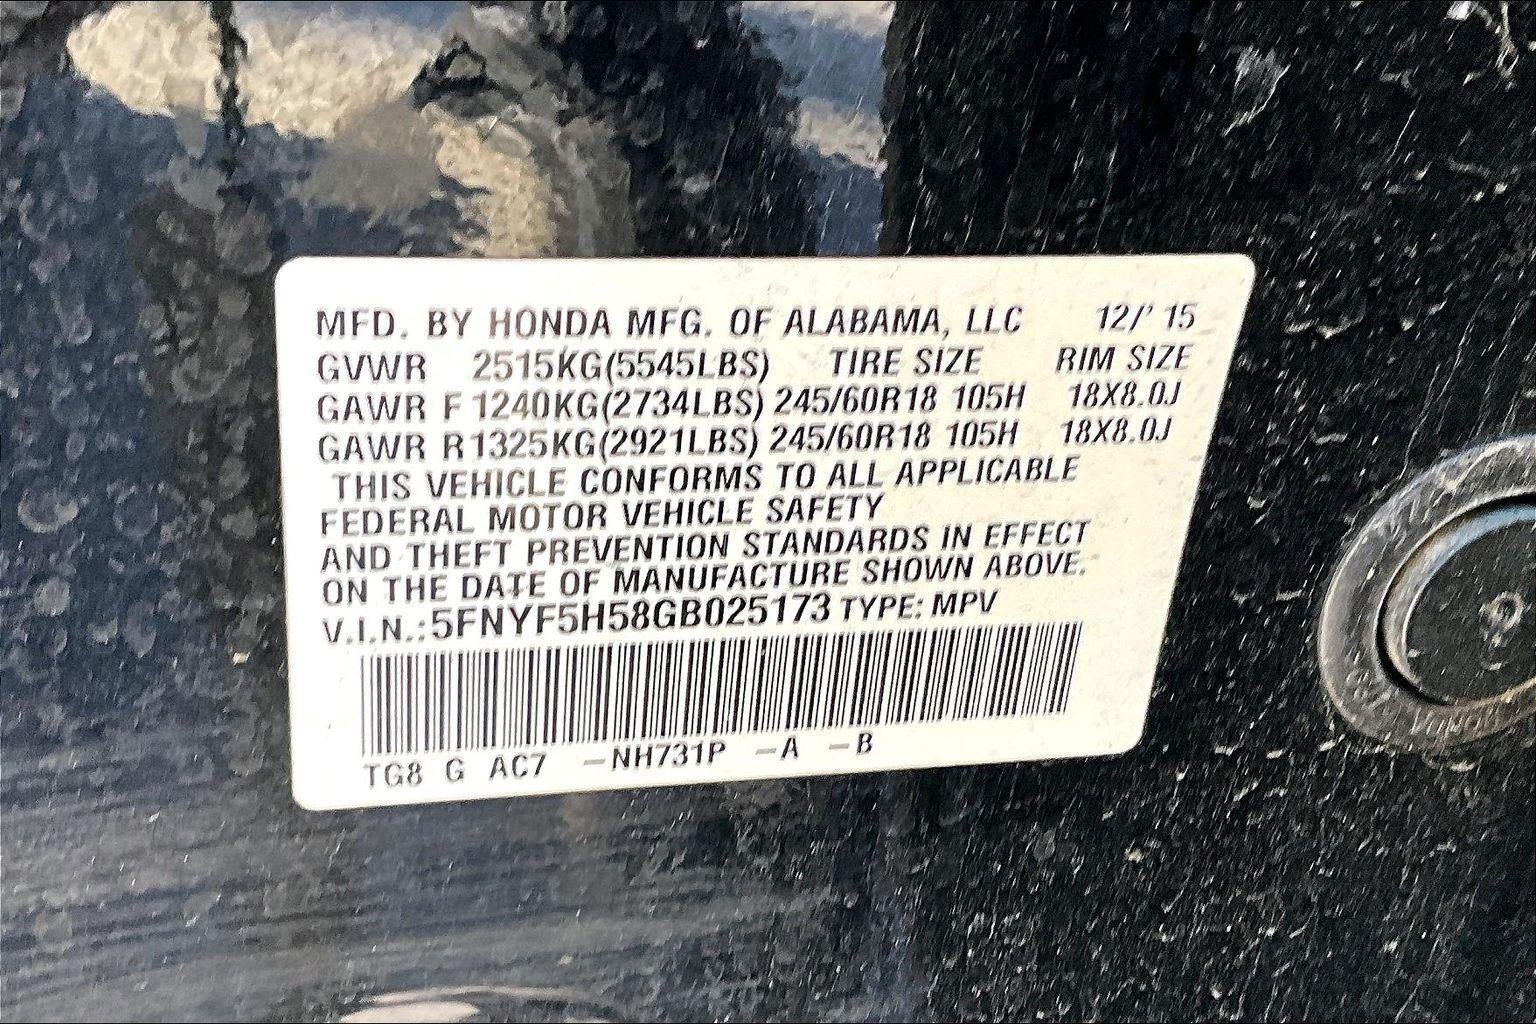 MFD. BY HONDA MFG. OF ALABAMA, LLC 12/' 15
GVWR 2515KG(5545LBS) TIRE SIZE RIM SIZE
GAWR F 1240KG(2734LBS) 245/60R18 105H 18X8.0J
GAWR R 1325KG(2921LBS) 245/60R18 105H 18X8.0J
THIS VEHICLE CONFORMS TO ALL APPLICABLE
FEDERAL MOTOR VEHICLE SAFETY
AND THEFT PREVENTION STANDARDS IN EFFECT
ON THE DATE OF MANUFACTURE SHOWN ABOVE.
V.I.N.:5FNYF5H58GB025173 TYPE: MPV
TG8 G AC7 -NH731P -A -B